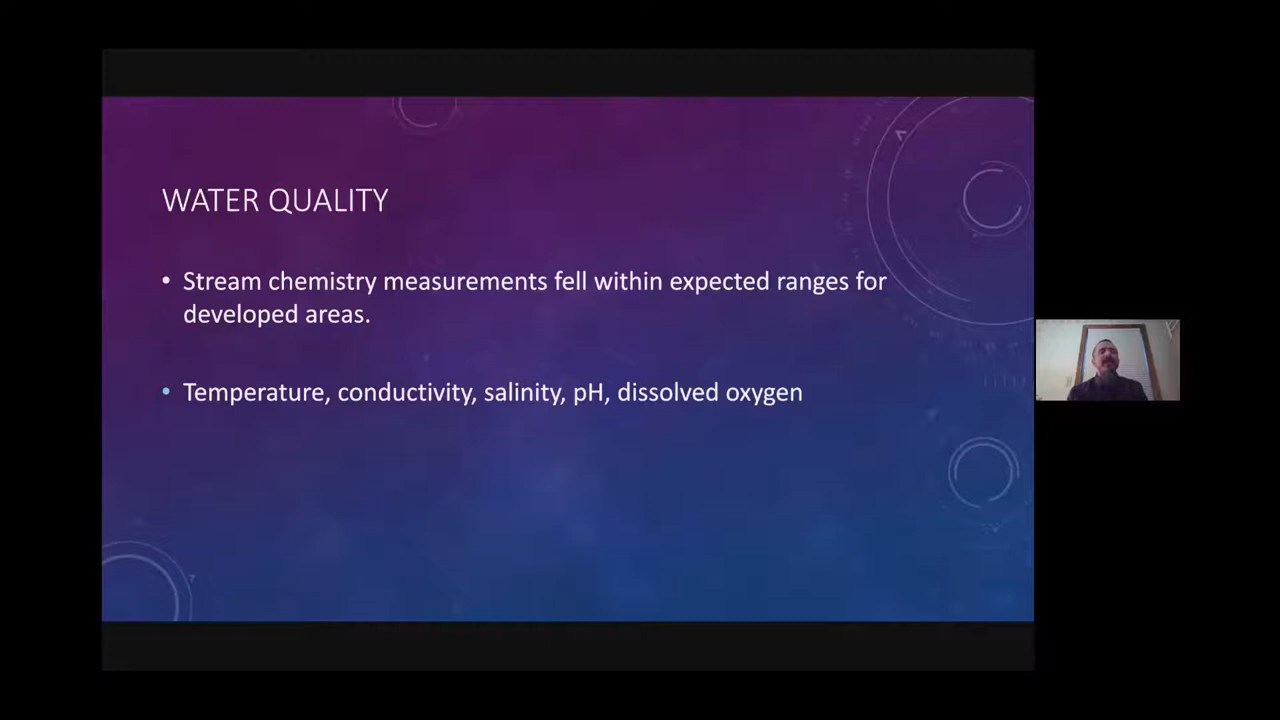 WATER QUALITY
• Stream chemistry measurements fell within expected ranges for
developed areas.
• Temperature, conductivity, salinity, pH, dissolved oxygen